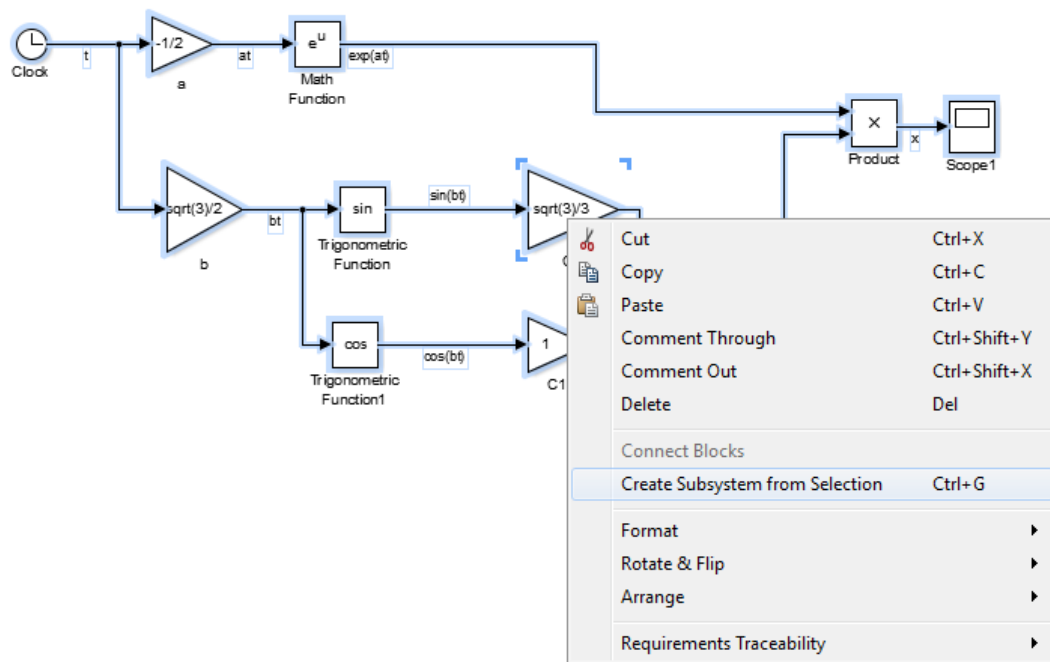 -1/2
e^u
t
at
exp(at)
Clock
a
Math
Function
×
Product
x
Scope1
sqrt(3)/2
sin
sin(bt)
sqrt(3)/3
bt
Trigonometric
Function
b
cos
cos(bt)
1
Trigonometric
Function1
C1
Cut Ctrl+X
Copy Ctrl+C
Paste Ctrl+V
Comment Through Ctrl+Shift+Y
Comment Out Ctrl+Shift+X
Delete Del
Connect Blocks
Create Subsystem from Selection Ctrl+G
Format
Rotate & Flip
Arrange
Requirements Traceability